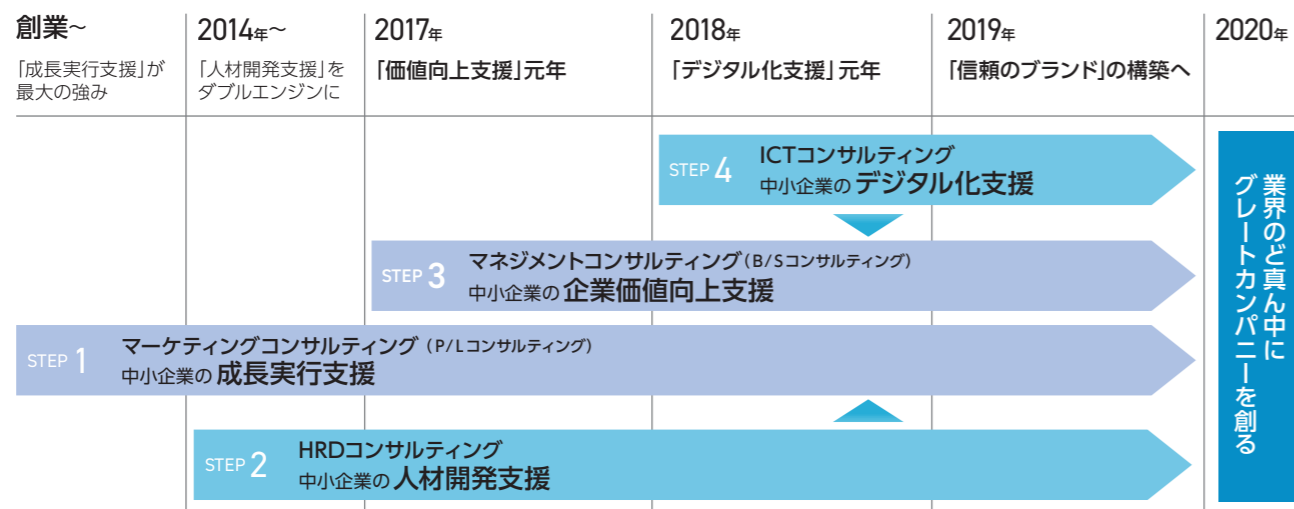 創業〜
「成長実行支援」が
最大の強み
2014年〜
「人材開発支援」を
ダブルエンジンに
2017年
「価値向上支援」元年
2018年
「デジタル化支援」元年
2019年
「信頼のブランド」の構築へ
2020年
STEP 4
ICTコンサルティング
中小企業の デジタル化支援
STEP 3
マネジメントコンサルティング（B/Sコンサルティング）
中小企業の 企業価値向上支援
STEP 1
マーケティングコンサルティング（P/Lコンサルティング）
中小企業の 成長実行支援
STEP 2
HRDコンサルティング
中小企業の 人材開発支援
業界のど真ん中に
グレートカンパニーを創る